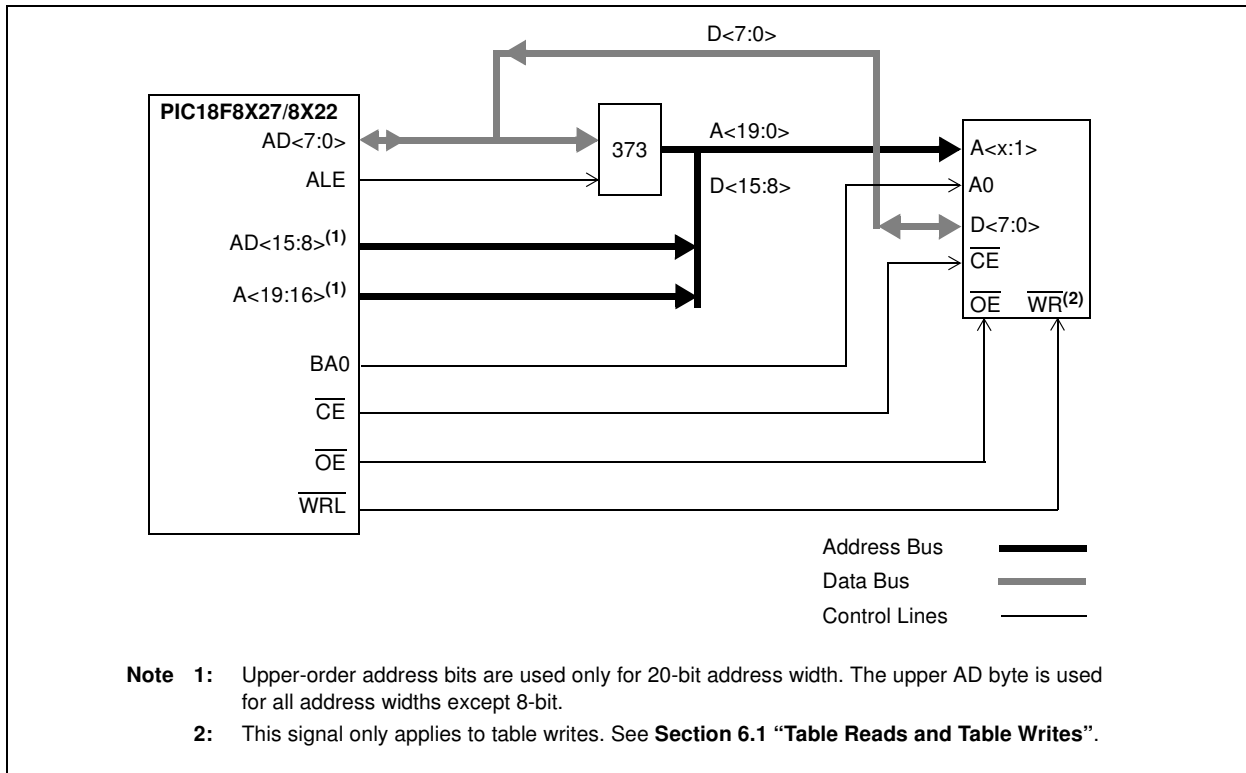 D<7:0>
PIC18F8X27/8X22
AD<7:0>
373
A<19:0>
A<x:1>
ALE
D<15:8>
A0
AD<15:8>(1)
D<7:0>
CE
A<19:16>(1)
OE WR(2)
BA0
CE
OE
WRL
Address Bus
Data Bus
Control Lines
Note 1: Upper-order address bits are used only for 20-bit address width. The upper AD byte is used
for all address widths except 8-bit.
2: This signal only applies to table writes. See Section 6.1 “Table Reads and Table Writes”.